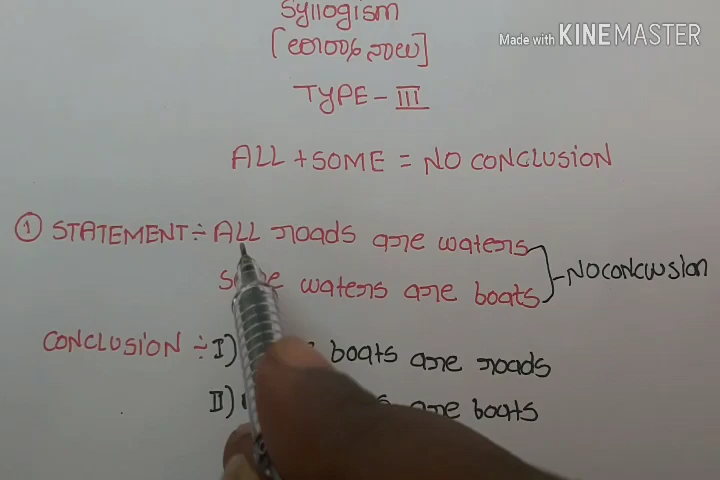 Syllogism
TYPE - III
ALL + SOME = NO CONCLUSION
① STATEMENT ÷ ALL roads are waters
waters are boats
NO CONCLUSION
CONCLUSION ÷ I) boats are roads
II) are boats
Made with KINEMASTER